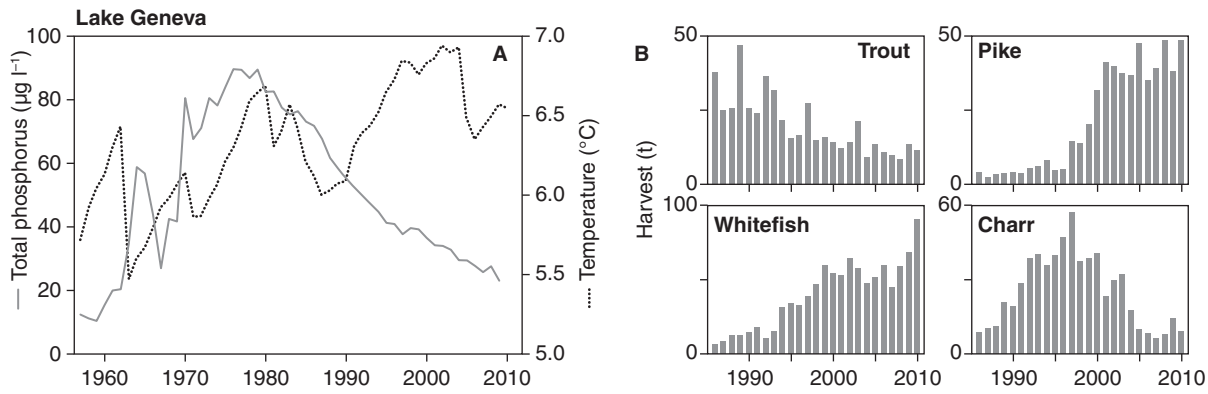 Lake Geneva
A
100
80
60
40
20
0
— Total phosphorus (µg l⁻¹)
7.0
6.5
6.0
5.5
5.0
Temperature (°C)
1960 1970 1980 1990 2000 2010
B
Harvest (t)
Trout
50
0
Pike
50
0
Whitefish
100
0
1990 2000 2010
Charr
60
0
1990 2000 2010